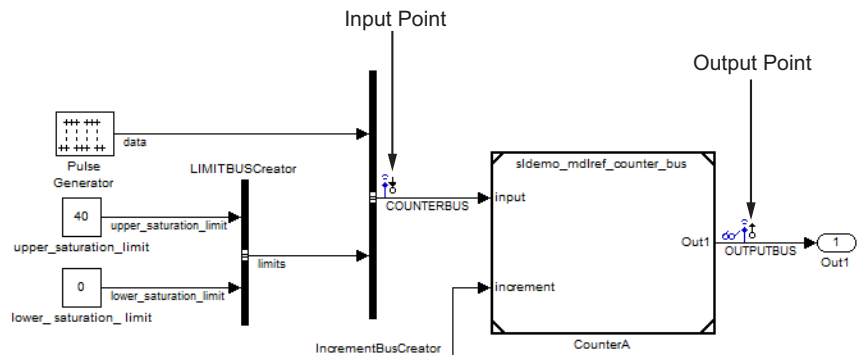 Input Point
Output Point
data
Pulse
Generator
LIMITBUSCreator
sldemo_mdlref_counter_bus
COUNTERBUS
input
40
upper_saturation_limit
upper_saturation_limit
Out1
OUTPUTBUS
1
Out1
limits
0
lower_saturation_limit
lower_ saturation_ limit
increment
IncrementBusCreator
CounterA